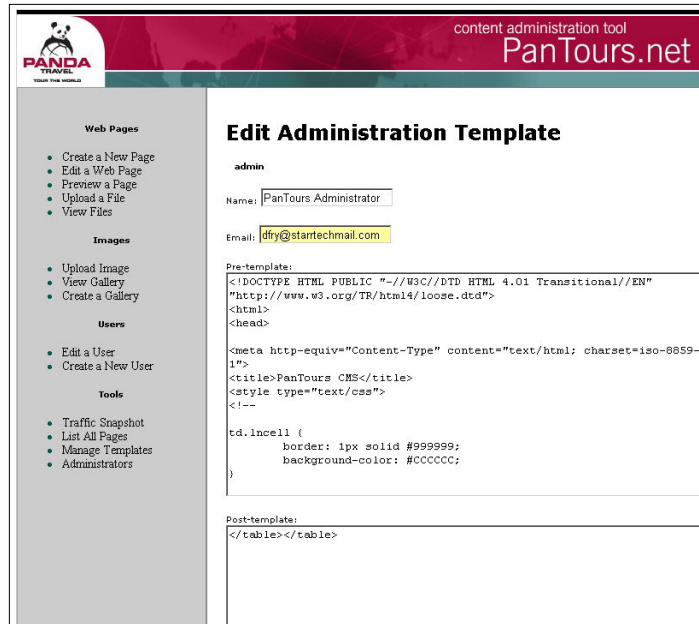 content administration tool
PanTours.net
PANDA
TRAVEL
TOUR THE WORLD
Web Pages
Create a New Page
Edit a Web Page
Preview a Page
Upload a File
View Files
Images
Upload Image
View Gallery
Create a Gallery
Users
Edit a User
Create a New User
Tools
Traffic Snapshot
List All Pages
Manage Templates
Administrators
Edit Administration Template
admin
Name: PanTours Administrator
Email: dfry@starrtechmail.com
Pre-template:
<!DOCTYPE HTML PUBLIC "-//W3C//DTD HTML 4.01 Transitional//EN"
"http://www.w3.org/TR/html4/loose.dtd">
<html>
<head>
<meta http-equiv="Content-Type" content="text/html; charset=iso-8859-
1">
<title>PanTours CMS</title>
<style type="text/css">
<!--
td.lncell {
border: 1px solid #999999;
background-color: #CCCCCC;
}
Post-template:
</table></table>